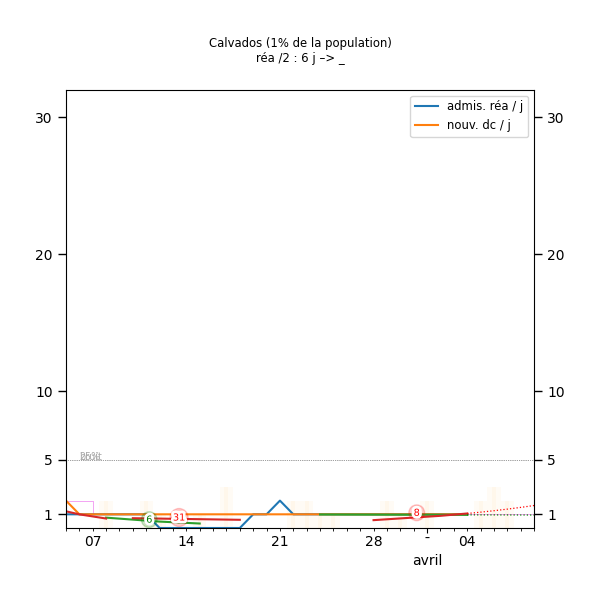 Calvados (1% de la population)
réa /2 : 6 j –> _
admis. réa / j
nouv. dc / j
30 30
20 20
10 10
5 5
1 1
6 31 8
07 14 21 28 - 04
avril